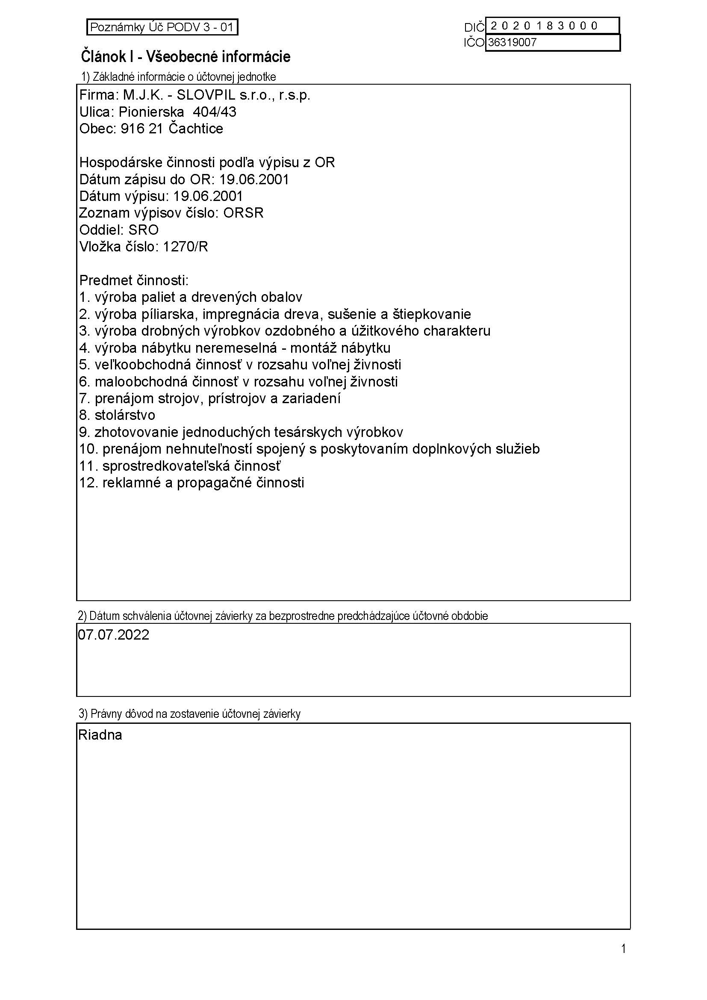 Poznámky Úč PODV 3 - 01
DIČ 2 0 2 0 1 8 3 0 0 0
IČO 36319007
Článok I - Všeobecné informácie
1) Základné informácie o účtovnej jednotke
Firma: M.J.K. - SLOVPIL s.r.o., r.s.p.
Ulica: Pionierska  404/43
Obec: 916 21 Čachtice
Hospodárske činnosti podľa výpisu z OR
Dátum zápisu do OR: 19.06.2001
Dátum výpisu: 19.06.2001
Zoznam výpisov číslo: ORSR
Oddiel: SRO
Vložka číslo: 1270/R
Predmet činnosti:
1. výroba paliet a drevených obalov
2. výroba píliarska, impregnácia dreva, sušenie a štiepkovanie
3. výroba drobných výrobkov ozdobného a úžitkového charakteru
4. výroba nábytku neremeselná - montáž nábytku
5. veľkoobchodná činnosť v rozsahu voľnej živnosti
6. maloobchodná činnosť v rozsahu voľnej živnosti
7. prenájom strojov, prístrojov a zariadení
8. stolárstvo
9. zhotovovanie jednoduchých tesárskych výrobkov
10. prenájom nehnuteľností spojený s poskytovaním doplnkových služieb
11. sprostredkovateľská činnosť
12. reklamné a propagačné činnosti
2) Dátum schválenia účtovnej závierky za bezprostredne predchádzajúce účtovné obdobie
07.07.2022
3) Právny dôvod na zostavenie účtovnej závierky
Riadna
1